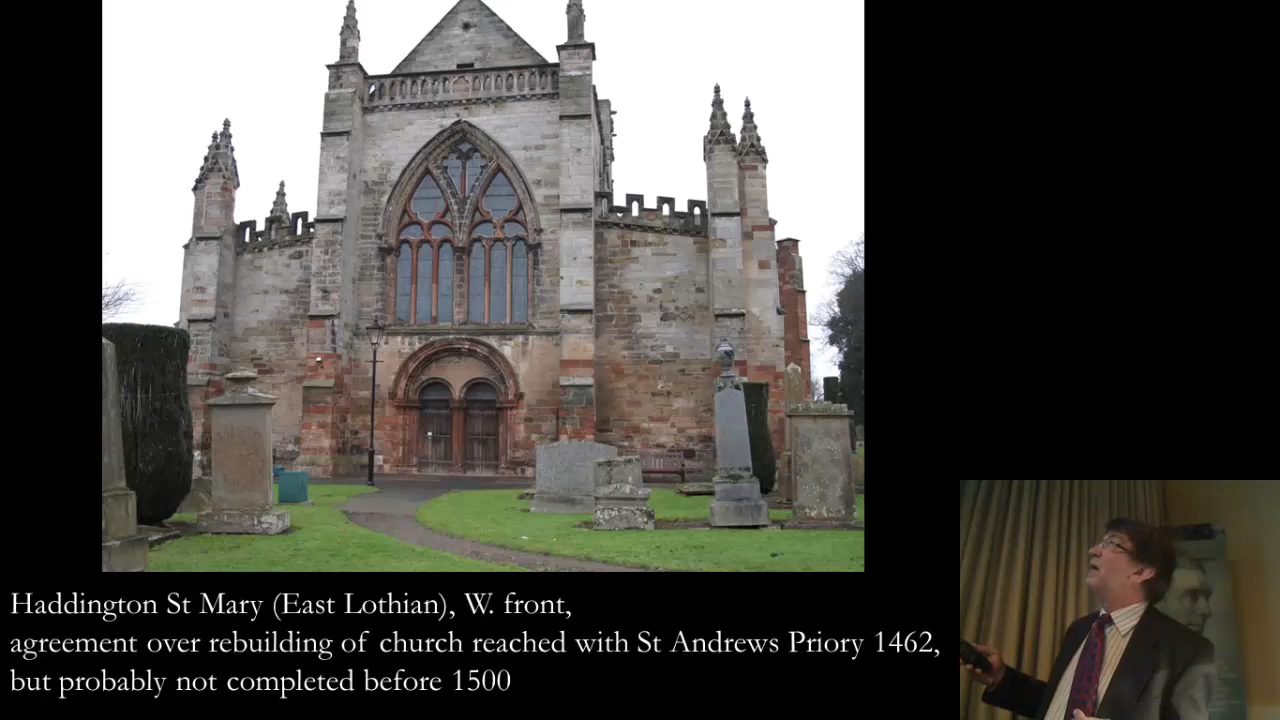 Haddington St Mary (East Lothian), W. front,
agreement over rebuilding of church reached with St Andrews Priory 1462,
but probably not completed before 1500